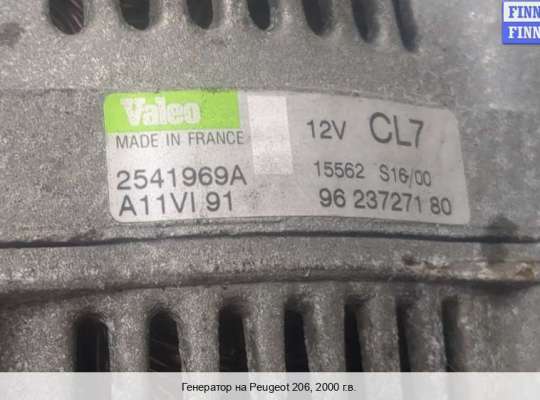 FINN
FINN
Valeo
MADE IN FRANCE
12V CL7
2541969A
15562 S16/00
A11VI 91
96 237271 80
Генератор на Peugeot 206, 2000 г.в.